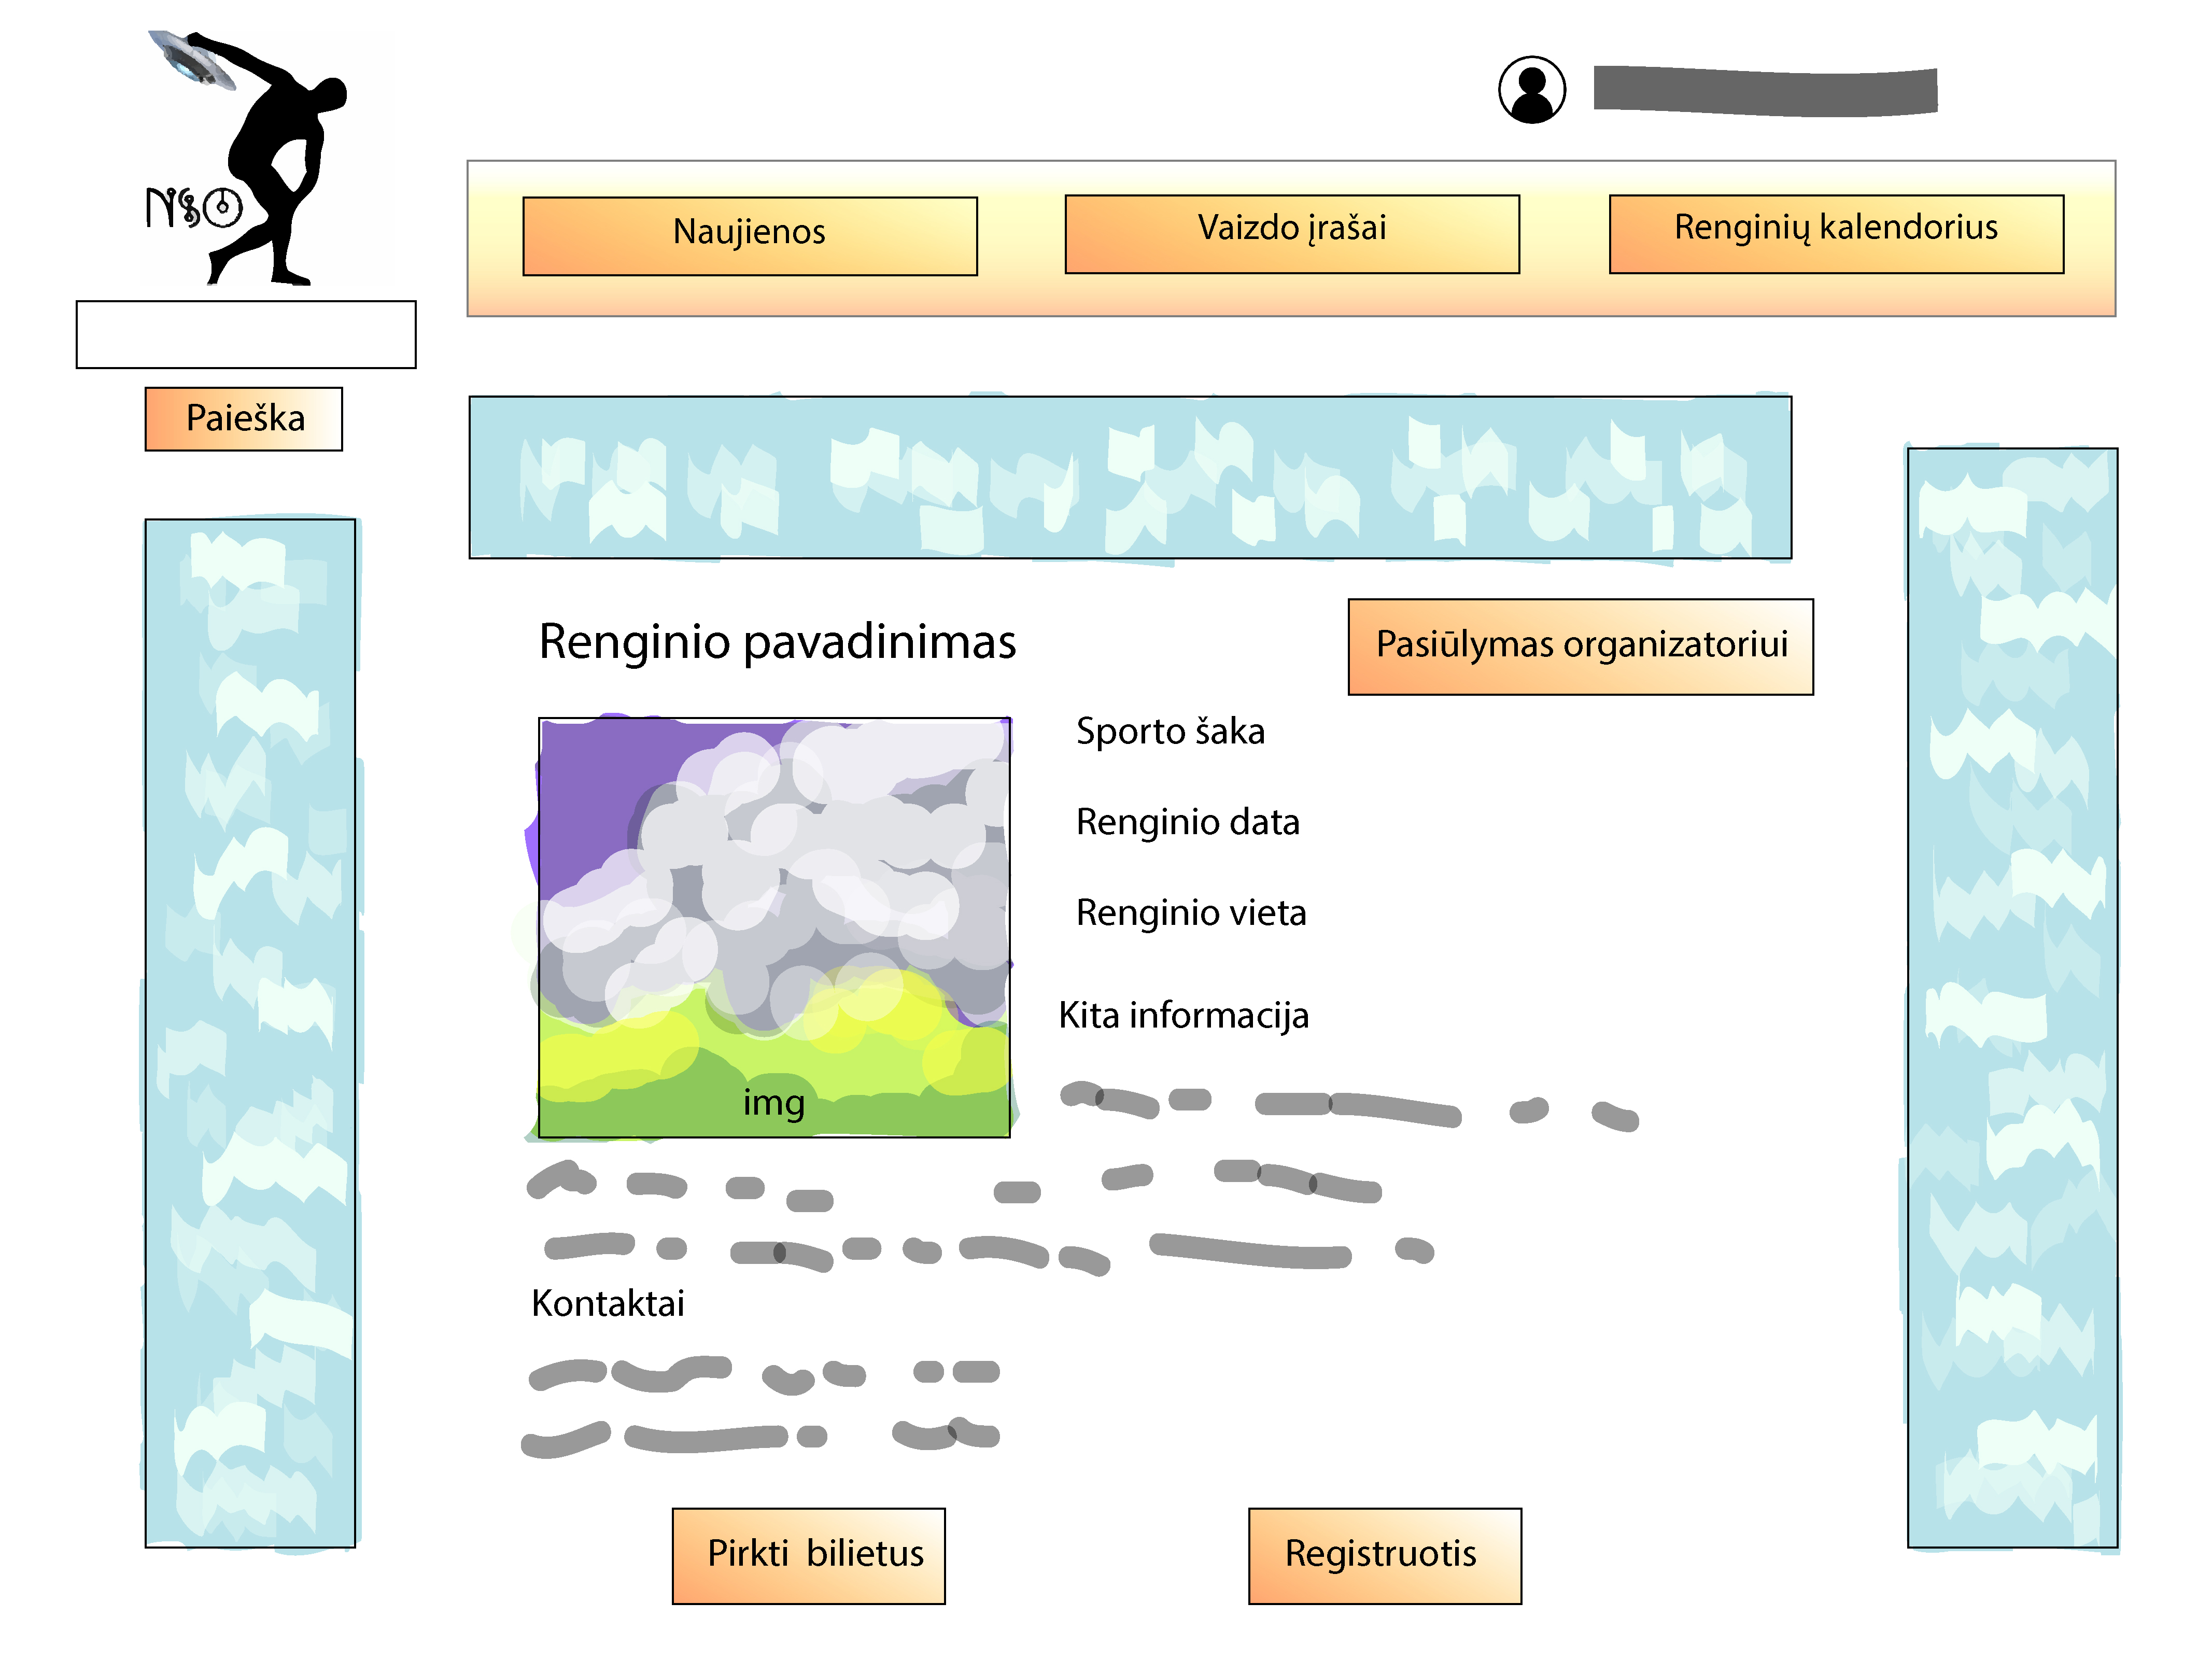 NSO
Naujienos
Vaizdo įrašai
Renginių kalendorius
Paieška
Renginio pavadinimas
Pasiūlymas organizatoriui
Sporto šaka
Renginio data
Renginio vieta
Kita informacija
img
Kontaktai
Pirkti bilietus
Registruotis